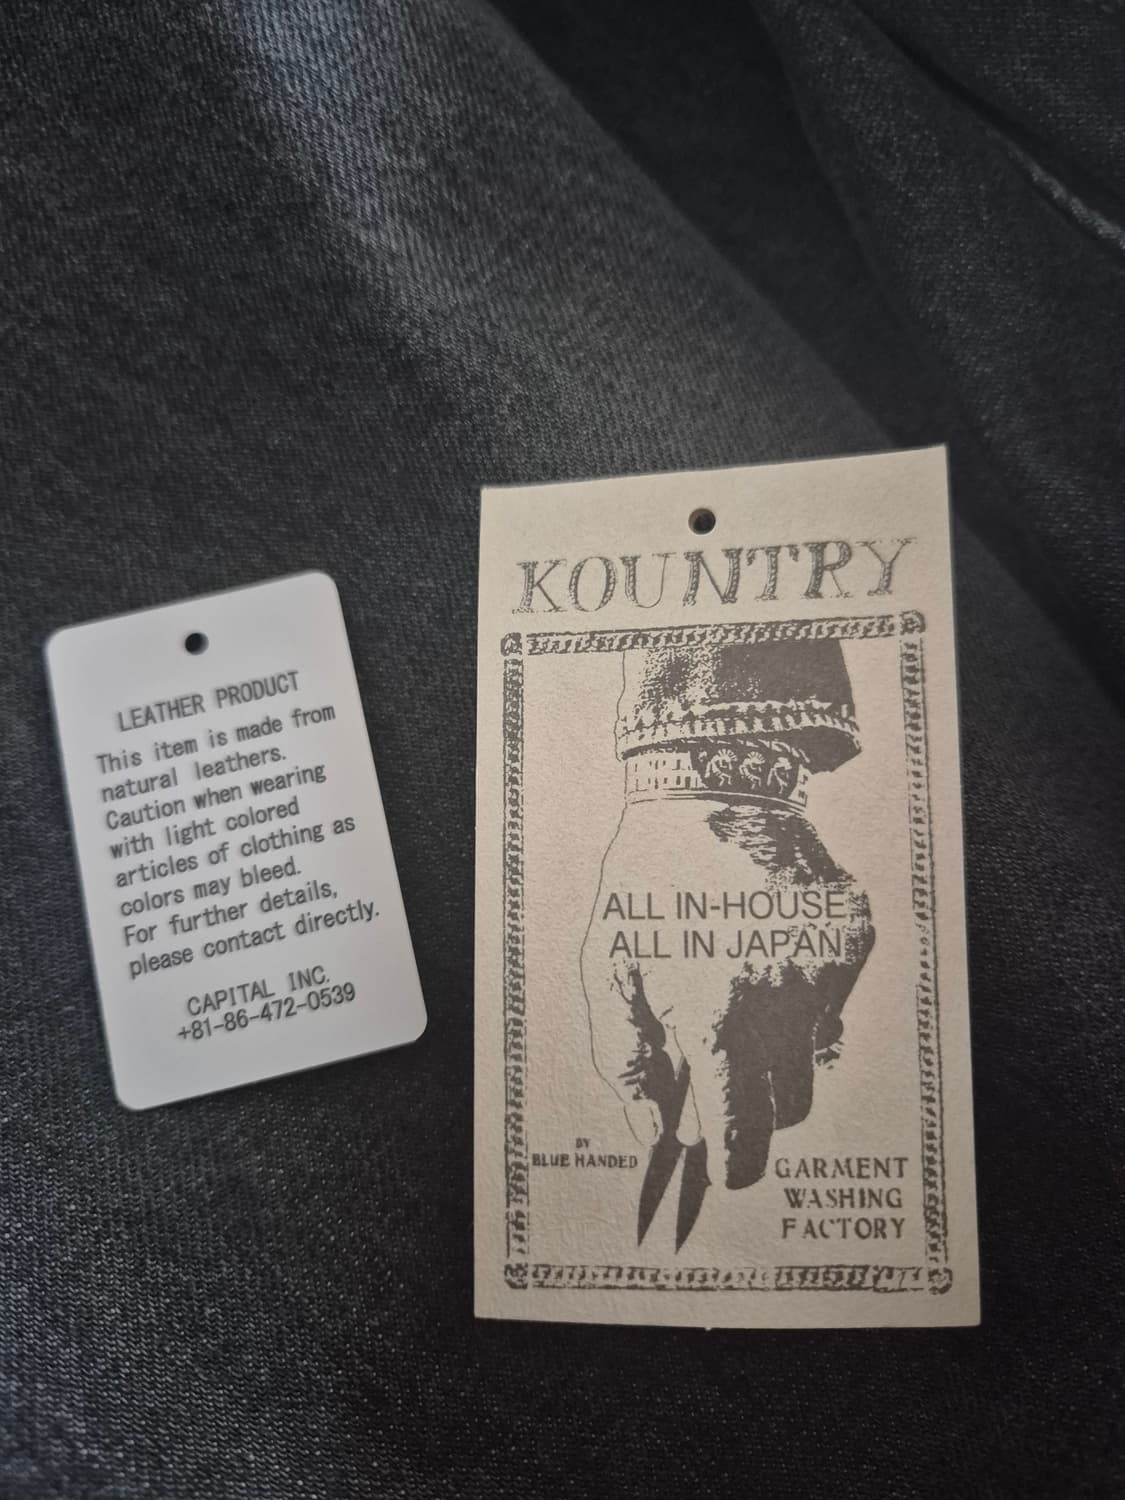 LEATHER PRODUCT
This item is made from
natural leathers.
Caution when wearing
with light colored
articles of clothing as
colors may bleed.
For further details,
please contact directly.
CAPITAL INC.
+81-86-472-0539
KOUNTRY
ALL IN-HOUSE
ALL IN JAPAN
BY
BLUE HANDED
GARMENT
WASHING
FACTORY